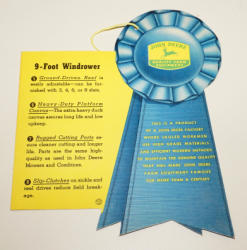 9-Foot Windrower
1 Ground-Driven Reel is
easily adjustable—can be fur-
nished with 3, 4, 6, or 8 slats.
2 Heavy-Duty Platform
Canvas—The extra heavy duck
canvas assures long life and low
upkeep.
3 Rugged Cutting Parts as-
sure cleaner cutting and longer
life. Parts are the same high-
quality as used in John Deere
Mowers and Combines.
4 Slip-Clutches on sickle and
reel drives reduce field break-
age.
JOHN DEERE
QUALITY FARM
EQUIPMENT
THIS IS A PRODUCT
OF A JOHN DEERE FACTORY
WHERE SKILLED WORKMEN
USE HIGH GRADE MATERIALS
AND EFFICIENT MODERN METHODS
TO MAINTAIN THE GENUINE QUALITY
THAT HAS MADE JOHN DEERE
FARM EQUIPMENT FAMOUS
FOR MORE THAN A CENTURY